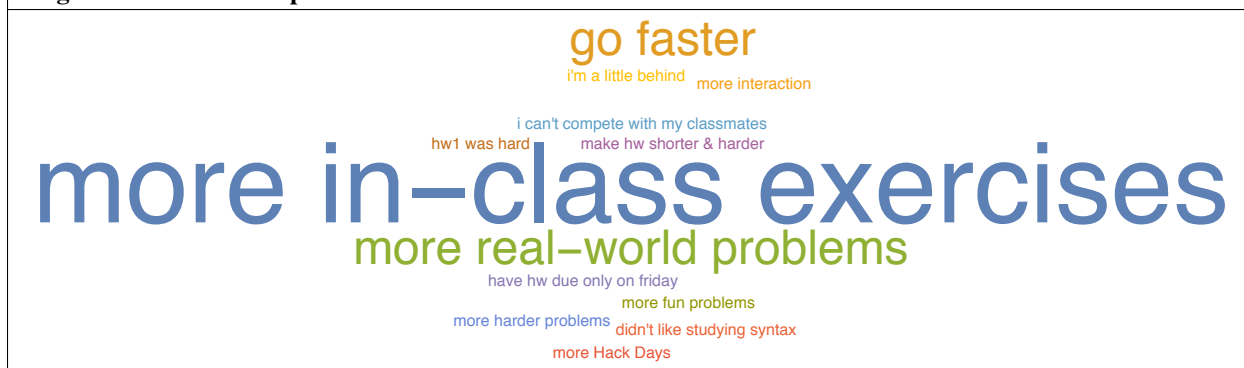 go faster
i'm a little behind
more interaction
i can't compete with my classmates
hw1 was hard
make hw shorter & harder
more in−class exercises
more real−world problems
have hw due only on friday
more fun problems
more harder problems
didn't like studying syntax
more Hack Days